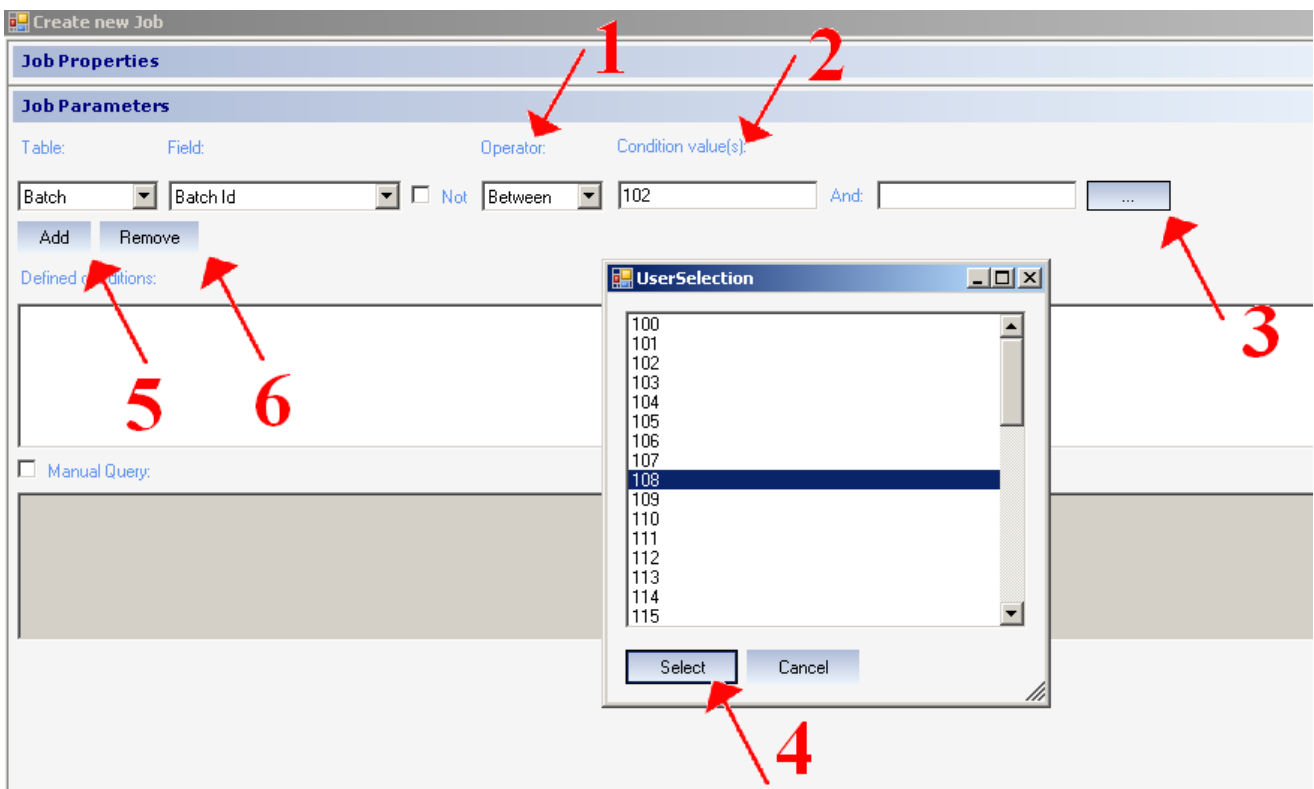 Create new Job
1
2
Job Properties
Job Parameters
Table: Field: Operator: Condition value(s):
Batch Batch Id Not Between 102 And: ...
Add Remove
3
Defined conditions:
5 6
Manual Query:
UserSelection
100
101
102
103
104
105
106
107
108
109
110
111
112
113
114
115
Select Cancel
4